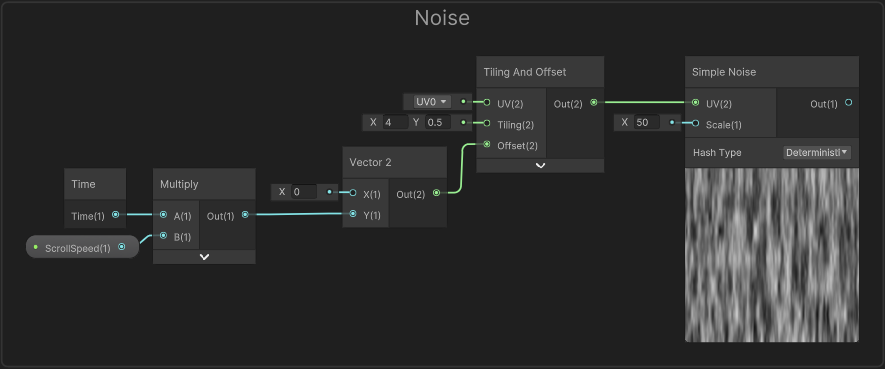 Noise
Tiling And Offset
Simple Noise
UV0
UV(2)
Out(2)
UV(2)
Out(1)
X 4 Y 0.5
Tiling(2)
X 50
Scale(1)
Offset(2)
Hash Type
Deterministi
Vector 2
Time
Multiply
X 0
X(1)
Out(2)
Time(1)
A(1)
Out(1)
Y(1)
B(1)
ScrollSpeed(1)